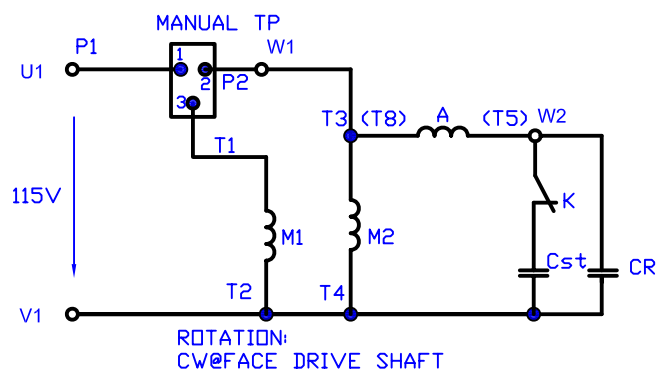 MANUAL TP
P1
W1
1
U1
2
P2
3
T3 (T8)
A
(T5)
W2
T1
115V
K
M1
M2
Cst
CR
T2
T4
V1
ROTATION:
CW@FACE DRIVE SHAFT